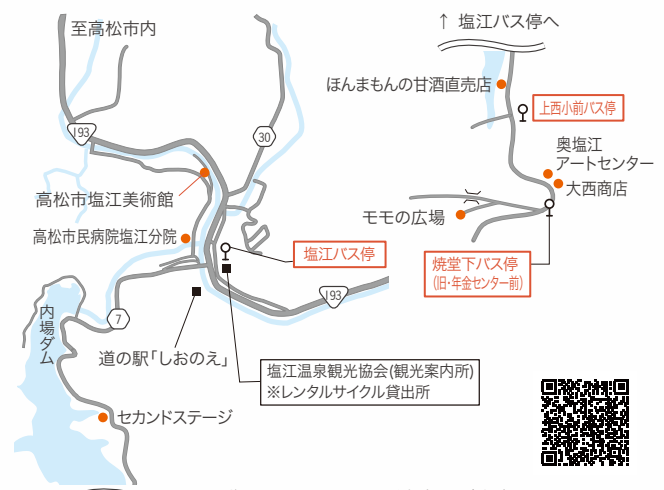 至高松市内
193
30
高松市塩江美術館
高松市民病院塩江分院
塩江バス停
193
7
内場ダム
道の駅「しおのえ」
塩江温泉観光協会(観光案内所)
※レンタルサイクル貸出所
セカンドステージ
↑ 塩江バス停へ
ほんまもんの甘酒直売店
上西小前バス停
奥塩江
アートセンター
大西商店
モモの広場
焼堂下バス停
(旧・年金センター前)